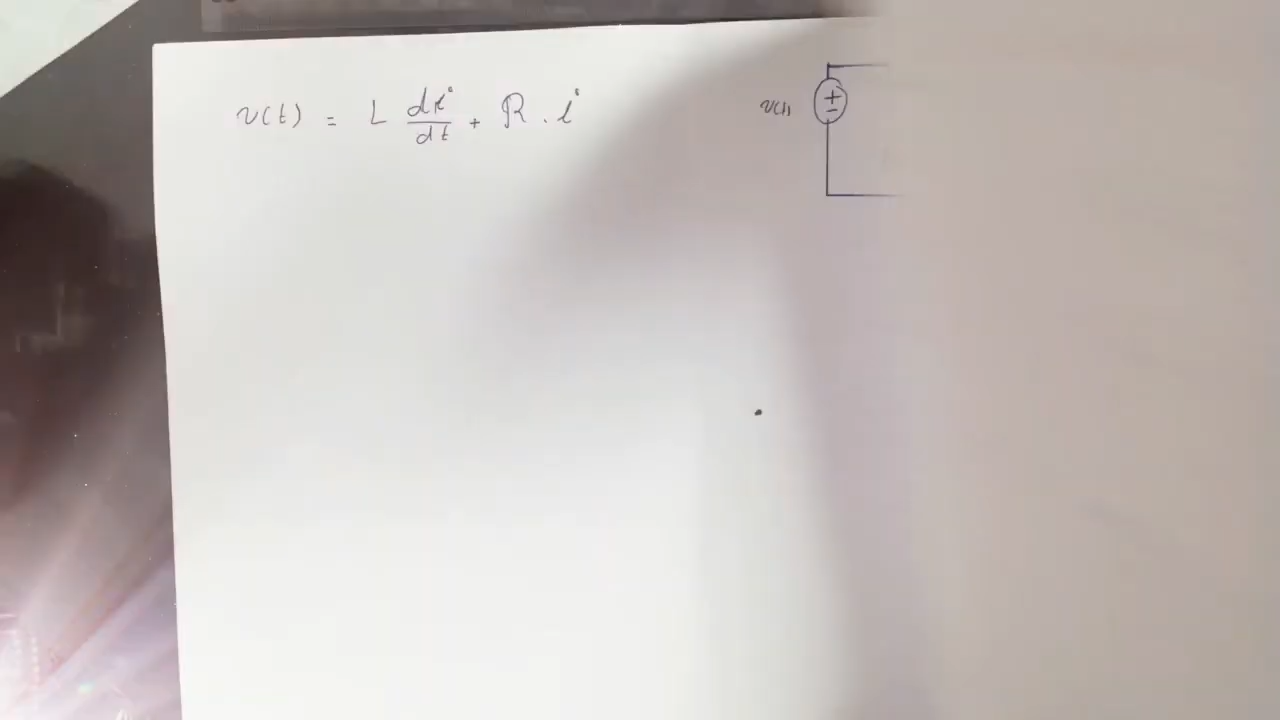 v(t) = L di/dt + R . i
v(t)
+
-